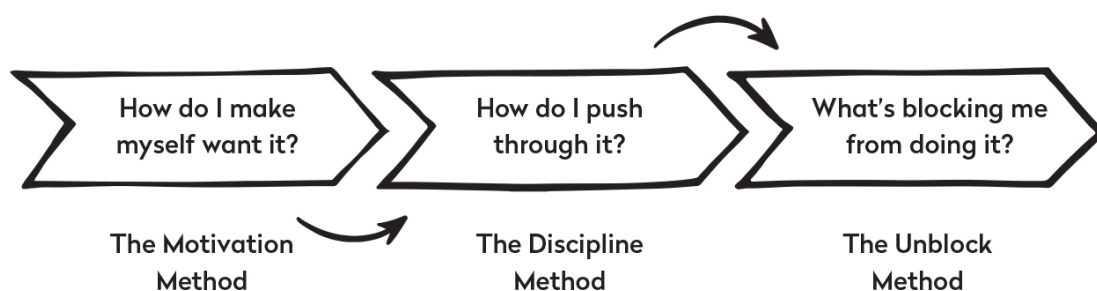 How do I make
myself want it?
How do I push
through it?
What's blocking me
from doing it?
The Motivation
Method
The Discipline
Method
The Unblock
Method